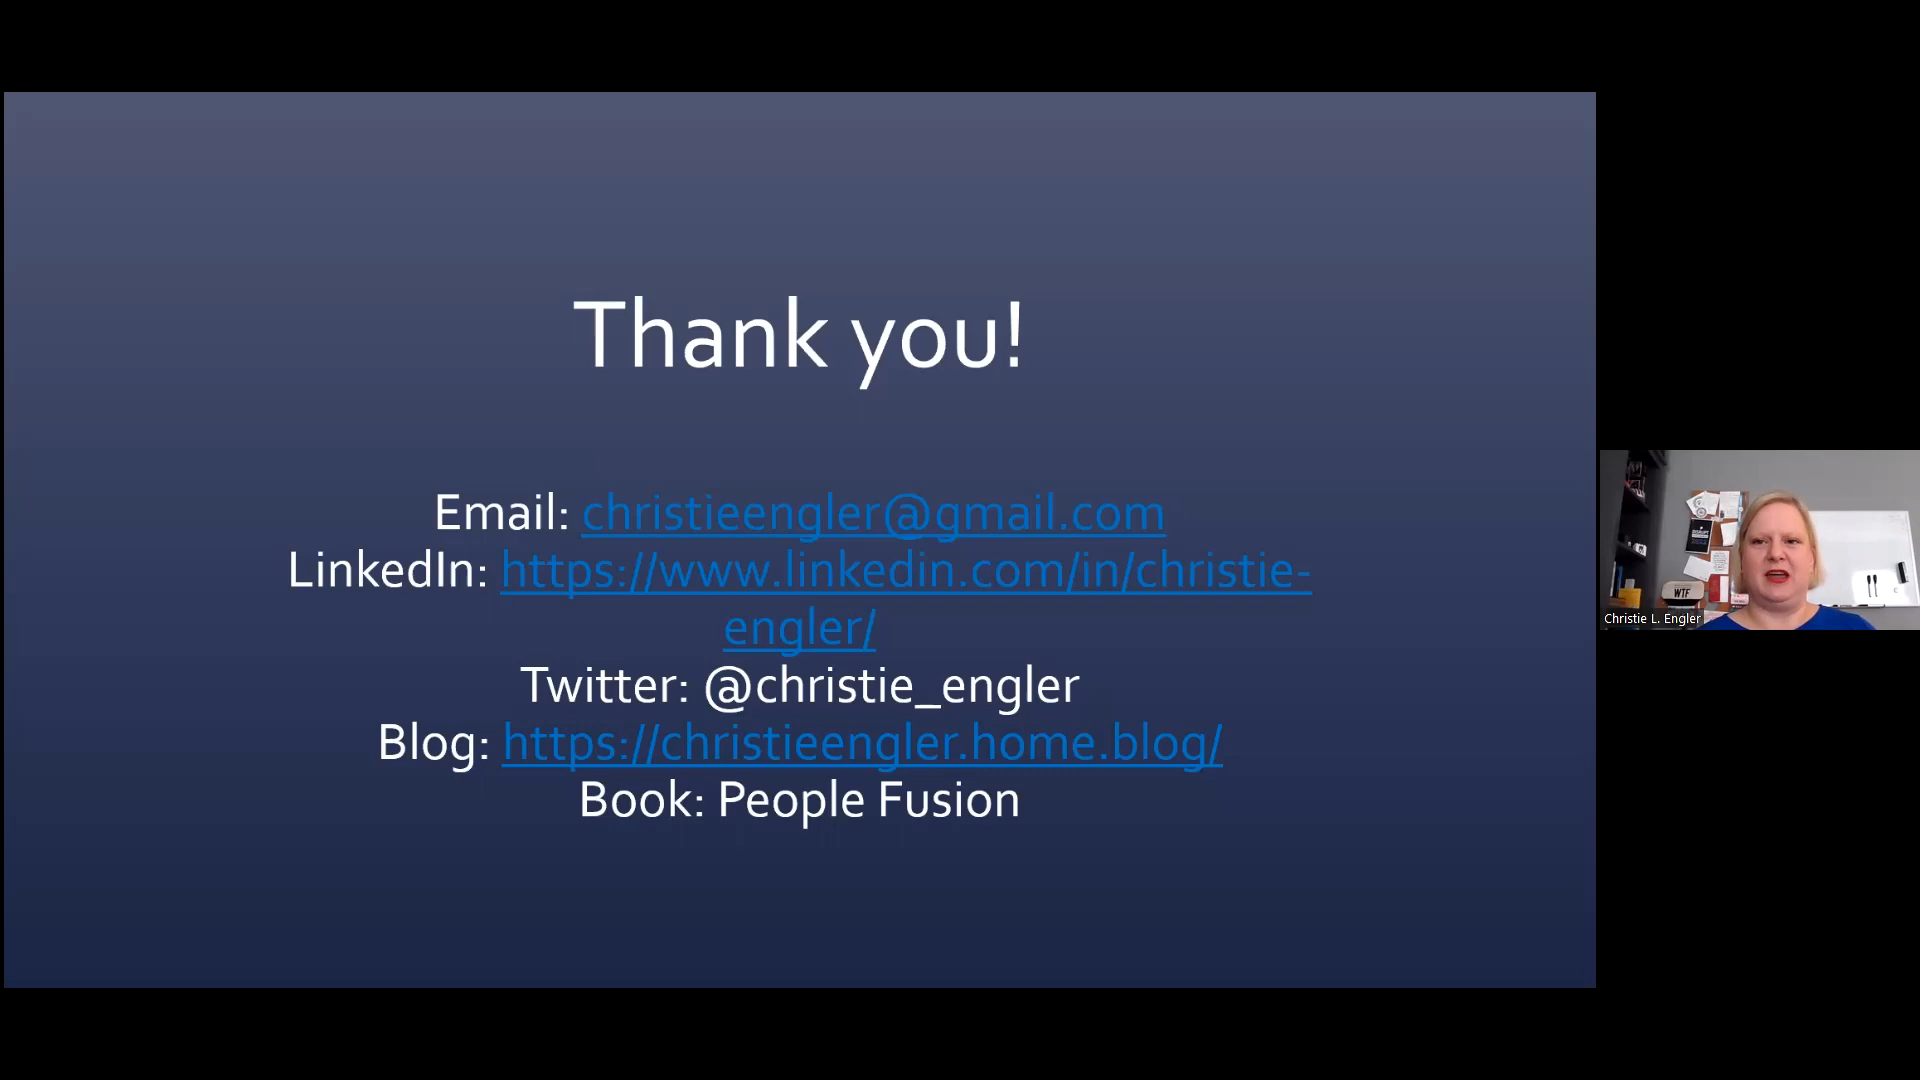 Thank you!
Email: christieengler@gmail.com
LinkedIn: https://www.linkedin.com/in/christie-
engler/
Twitter: @christie_engler
Blog: https://christieengler.home.blog/
Book: People Fusion
WTF
Christie L. Engler